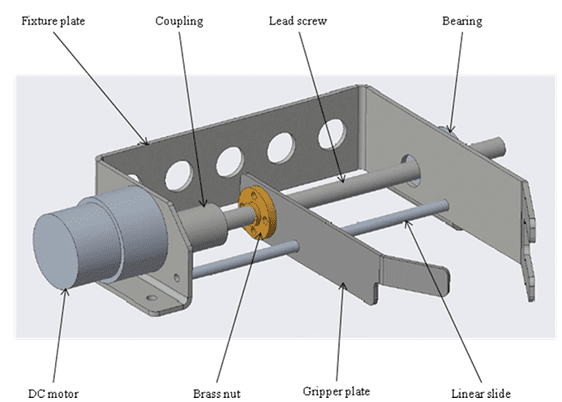 Fixture plate
Coupling
Lead screw
Bearing
DC motor
Brass nut
Gripper plate
Linear slide